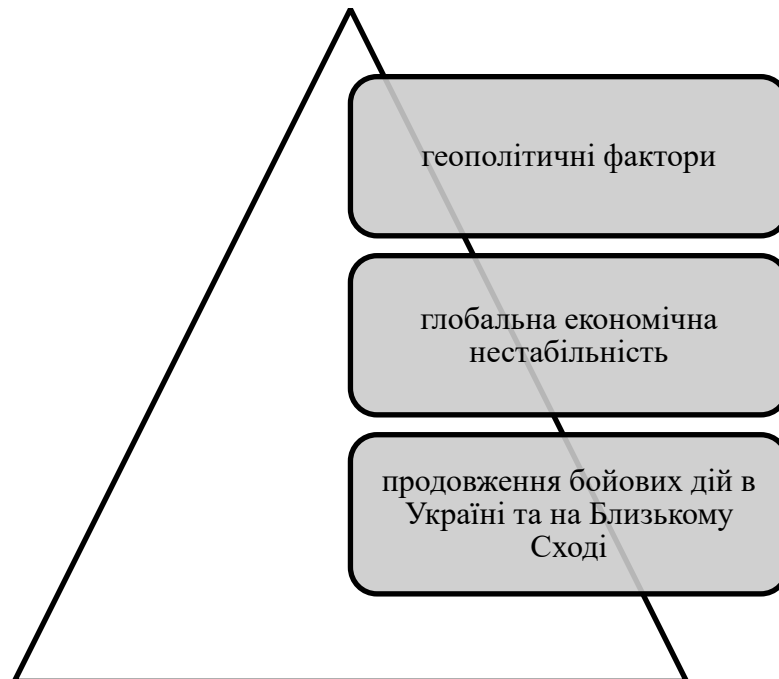 геополітичні фактори
глобальна економічна
нестабільність
продовження бойових дій в
Україні та на Близькому
Сході